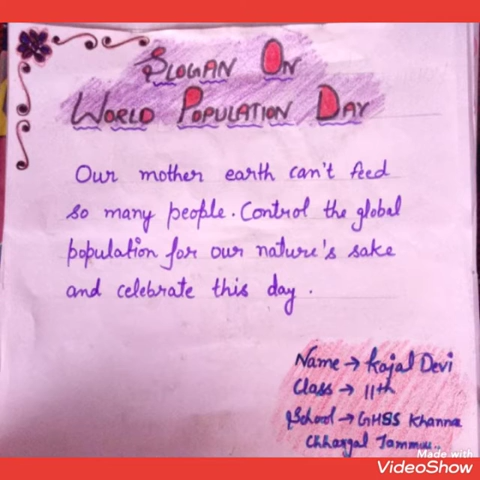 Slogan On
World Population Day
Our mother earth can't feed
so many people. Control the global
population for our nature's sake
and celebrate this day.
Name → Kajal Devi
Class → 11th
School → GHSS Khanna
Chhargal Jammu..
Made with
VideoShow